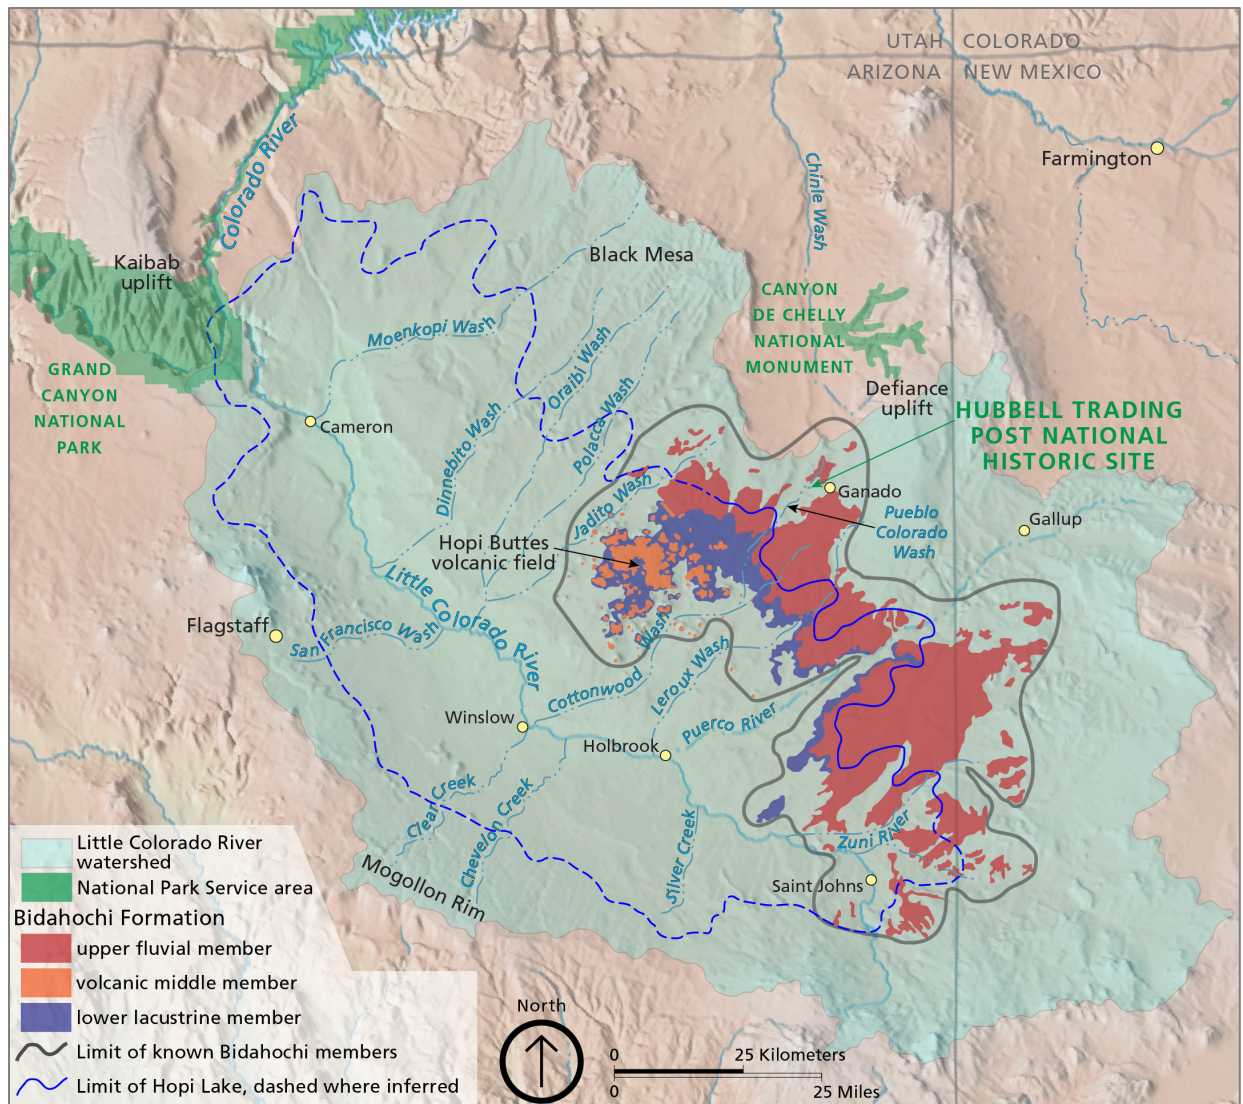 UTAH COLORADO
ARIZONA NEW MEXICO
Colorado River
Chinle Wash
Farmington
Kaibab
uplift
Black Mesa
CANYON
DE CHELLY
NATIONAL
MONUMENT
Moenkopi Wash
GRAND
CANYON
NATIONAL
PARK
Oraibi Wash
Defiance
uplift
HUBBELL TRADING
POST NATIONAL
HISTORIC SITE
Cameron
Dinnebito Wash
Polacca Wash
Jadito Wash
Ganado
Pueblo
Colorado
Wash
Gallup
Hopi Buttes
volcanic field
Little Colorado River
Flagstaff
San Francisco Wash
Cottonwood Wash
Leroux Wash
Winslow
Puerco River
Holbrook
Clear Creek
Chevelon Creek
Silver Creek
Zuni River
Mogollon Rim
Saint Johns
Little Colorado River
watershed
National Park Service area
Bidahochi Formation
upper fluvial member
volcanic middle member
lower lacustrine member
Limit of known Bidahochi members
Limit of Hopi Lake, dashed where inferred
North
0 25 Kilometers
0 25 Miles